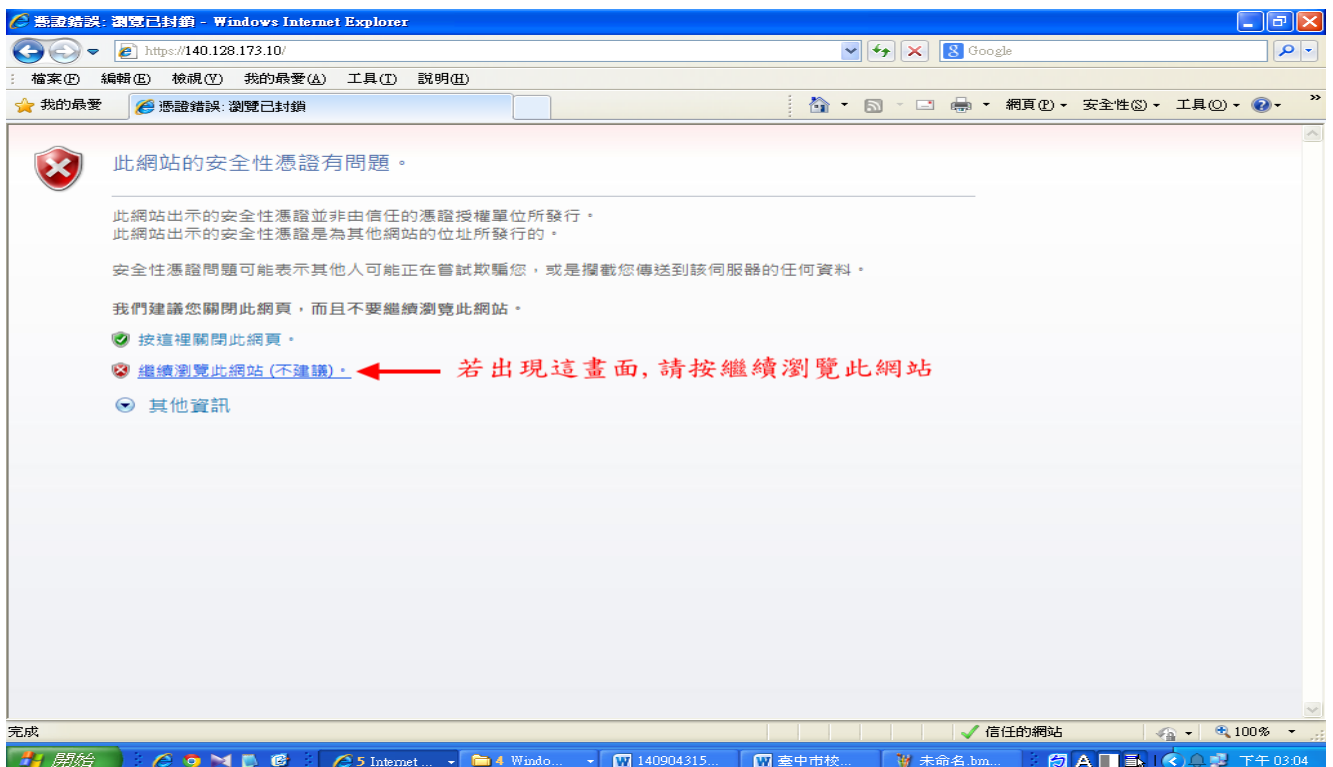 憑證錯誤: 瀏覽已封鎖 - Windows Internet Explorer
https://140.128.173.10/
Google
檔案(F) 編輯(E) 檢視(V) 我的最愛(A) 工具(T) 說明(H)
我的最愛 憑證錯誤: 瀏覽已封鎖 網頁(P) 安全性(S) 工具(O)
此網站的安全性憑證有問題。
此網站出示的安全性憑證並非由信任的憑證授權單位所發行。
此網站出示的安全性憑證是為其他網站的位址所發行的。
安全性憑證問題可能表示其他人可能正在嘗試欺騙您，或是攔截您傳送到該伺服器的任何資料。
我們建議您關閉此網頁，而且不要繼續瀏覽此網站。
按這裡關閉此網頁。
繼續瀏覽此網站 (不建議)。
若出現這畫面,請按繼續瀏覽此網站
其他資訊
完成 信任的網站 100%
開始 5 Internet ... 4 Windo... 140904315... 臺中市校... 未命名.bm... A 下午 03:04